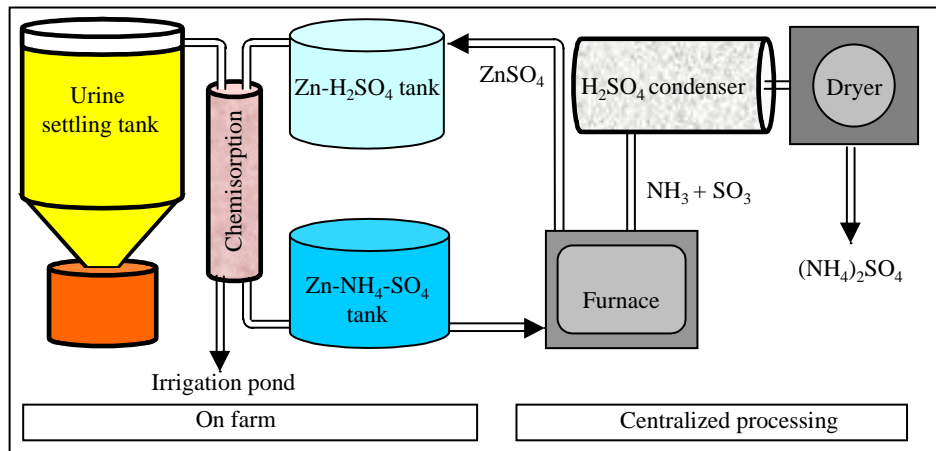 Urine
settling tank
Chemisorption
Zn-H₂SO₄ tank
ZnSO₄
H₂SO₄ condenser
Dryer
NH₃ + SO₃
(NH₄)₂SO₄
Zn-NH₄-SO₄
tank
Furnace
Irrigation pond
On farm
Centralized processing